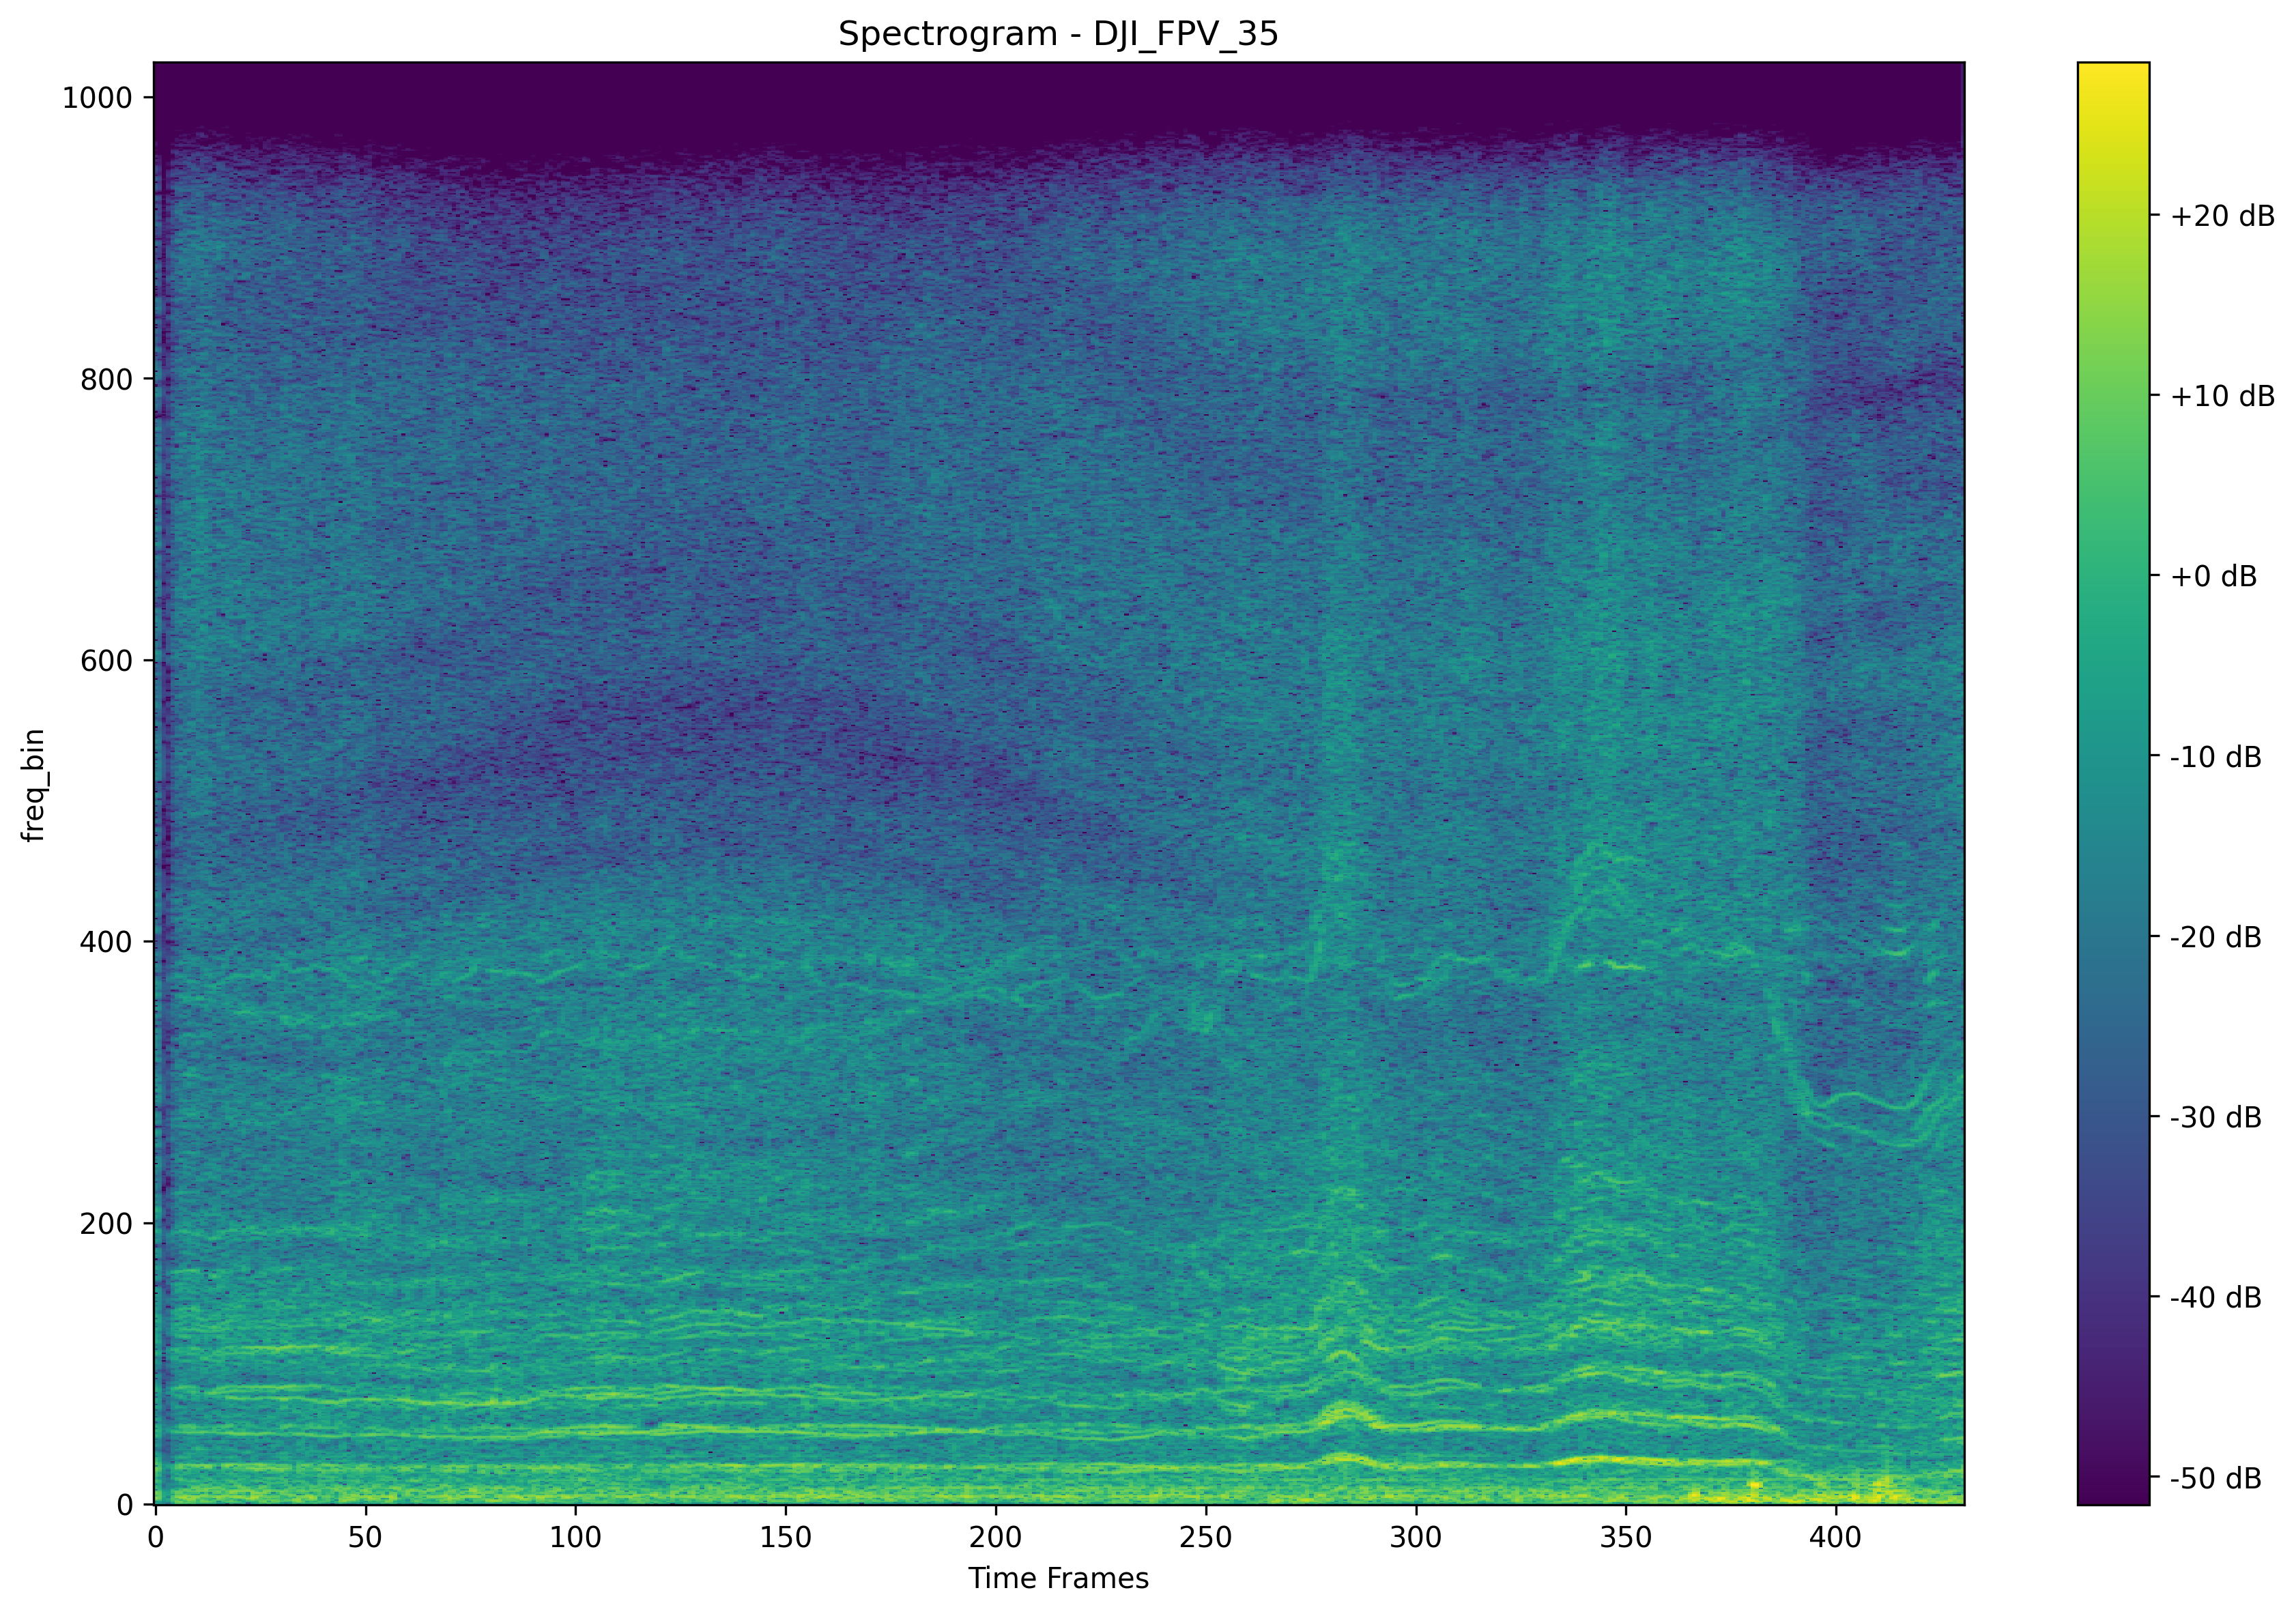 Spectrogram - DJI_FPV_35
1000
800
600
400
200
0
freq_bin
0 50 100 150 200 250 300 350 400
Time Frames
+20 dB
+10 dB
+0 dB
-10 dB
-20 dB
-30 dB
-40 dB
-50 dB